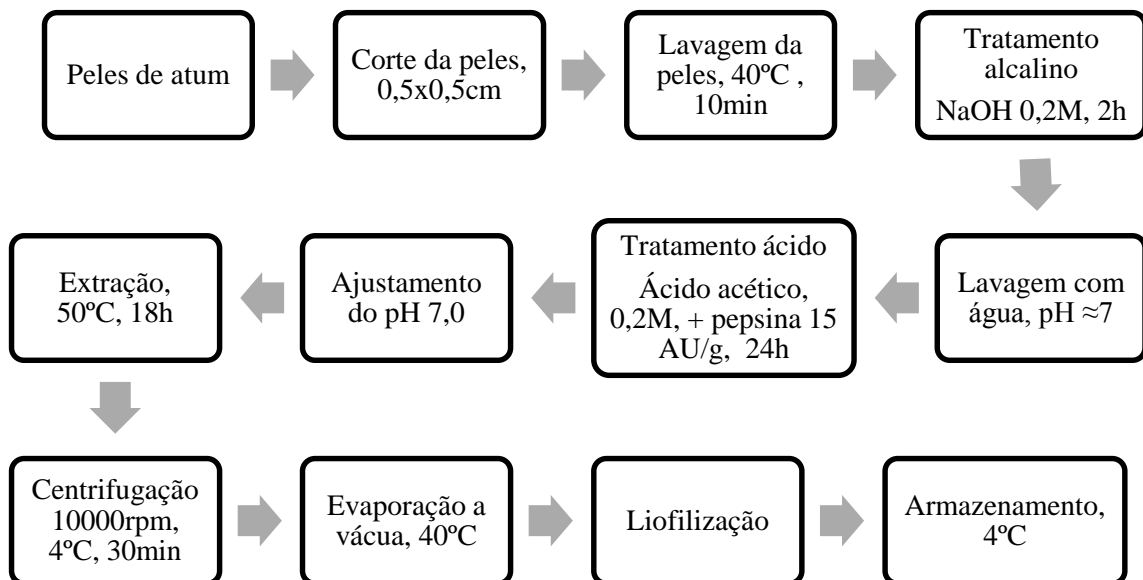 Peles de atum
Corte da peles,
0,5x0,5cm
Lavagem da
peles, 40ºC ,
10min
Tratamento
alcalino
NaOH 0,2M, 2h
Lavagem com
água, pH ≈7
Tratamento ácido
Ácido acético,
0,2M, + pepsina 15
AU/g, 24h
Ajustamento
do pH 7,0
Extração,
50ºC, 18h
Centrifugação
10000rpm,
4ºC, 30min
Evaporação a
vácua, 40ºC
Liofilização
Armazenamento,
4ºC